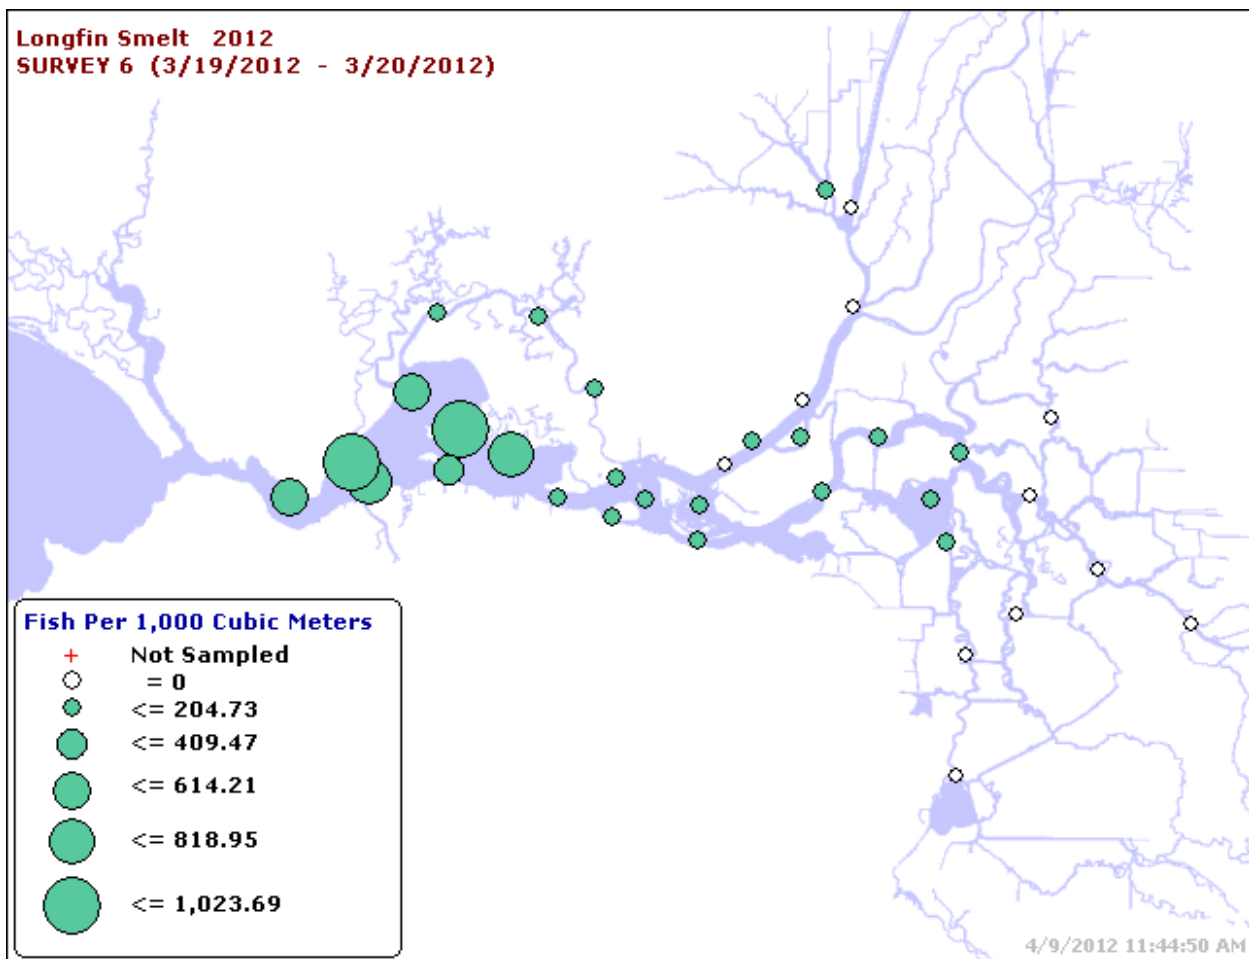 Longfin Smelt 2012
SURVEY 6 (3/19/2012 - 3/20/2012)
Fish Per 1,000 Cubic Meters
Not Sampled
= 0
<= 204.73
<= 409.47
<= 614.21
<= 818.95
<= 1,023.69
4/9/2012 11:44:50 AM